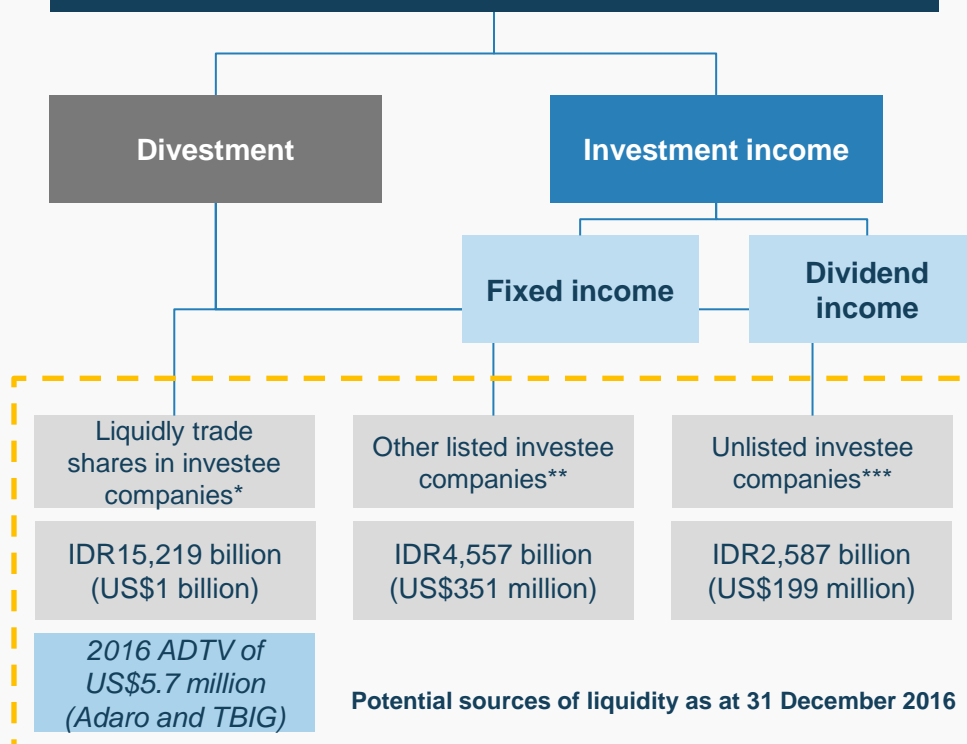 Divestment
Investment income
Fixed income
Dividend
income
Liquidly trade
shares in investee
companies*
Other listed investee
companies**
Unlisted investee
companies***
IDR15,219 billion
(US$1 billion)
IDR4,557 billion
(US$351 million)
IDR2,587 billion
(US$199 million)
2016 ADTV of
US$5.7 million
(Adaro and TBIG)
Potential sources of liquidity as at 31 December 2016